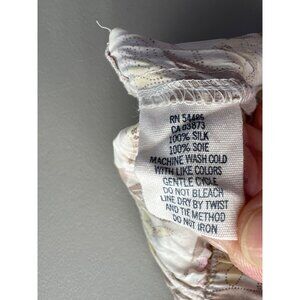 RN 54485
CA 03873
100% SILK
100% SOIE
MACHINE WASH COLD
WITH LIKE COLORS
GENTLE CYCLE
DO NOT BLEACH
LINE DRY BY TWIST
AND TIE METHOD
DO NOT IRON